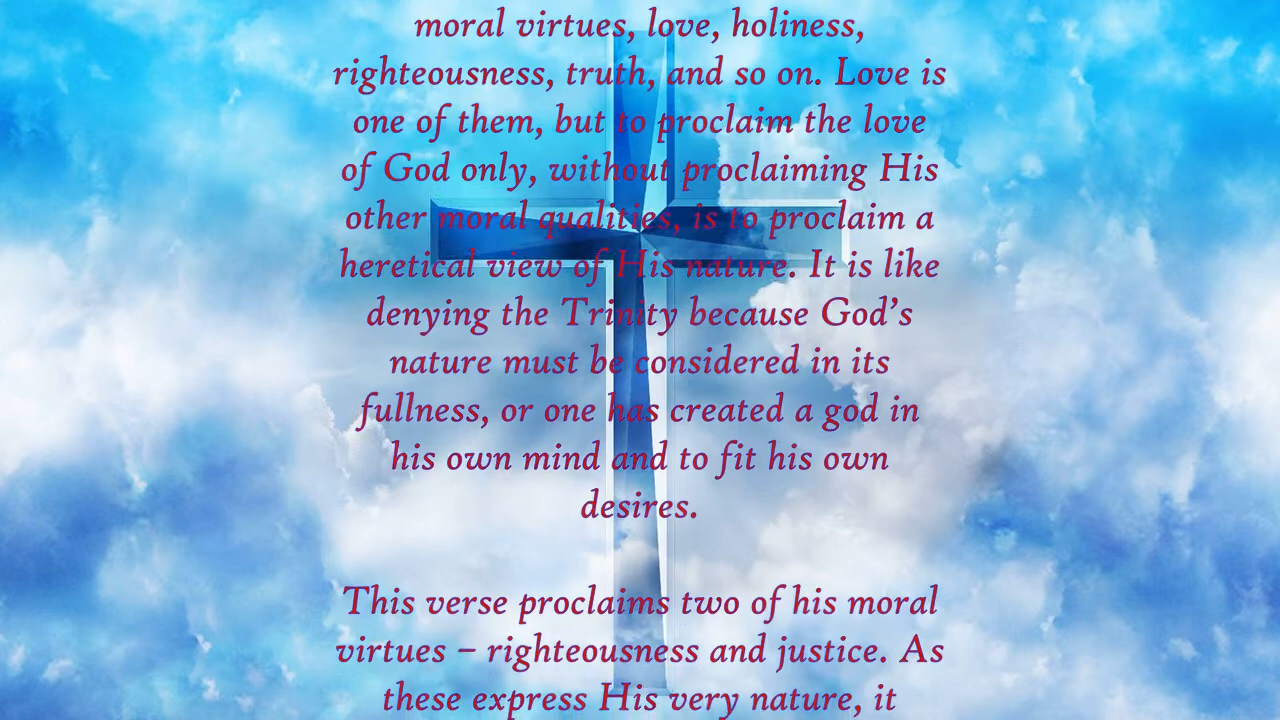 moral virtues, love, holiness,
righteousness, truth, and so on. Love is
one of them, but to proclaim the love
of God only, without proclaiming His
other moral qualities, is to proclaim a
heretical view of His nature. It is like
denying the Trinity because God’s
nature must be considered in its
fullness, or one has created a god in
his own mind and to fit his own
desires.
This verse proclaims two of his moral
virtues – righteousness and justice. As
these express His very nature, it